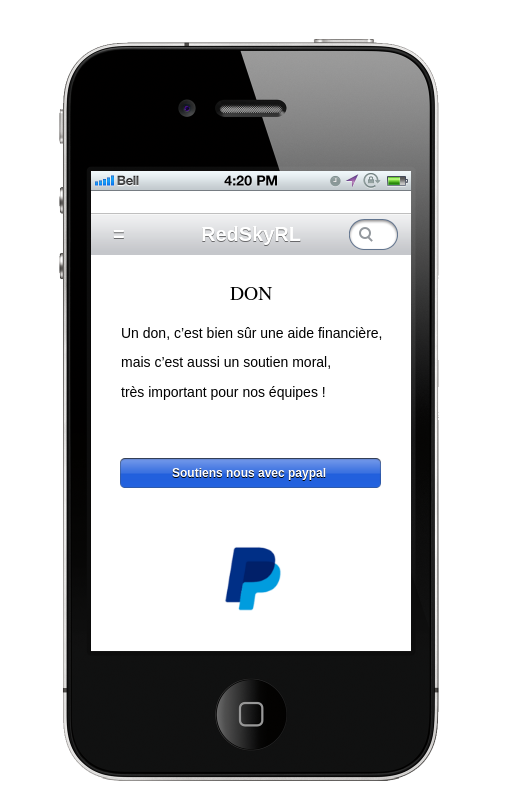 Bell 4:20 PM
= RedSkyRL
DON
Un don, c’est bien sûr une aide financière,
mais c’est aussi un soutien moral,
très important pour nos équipes !
Soutiens nous avec paypal